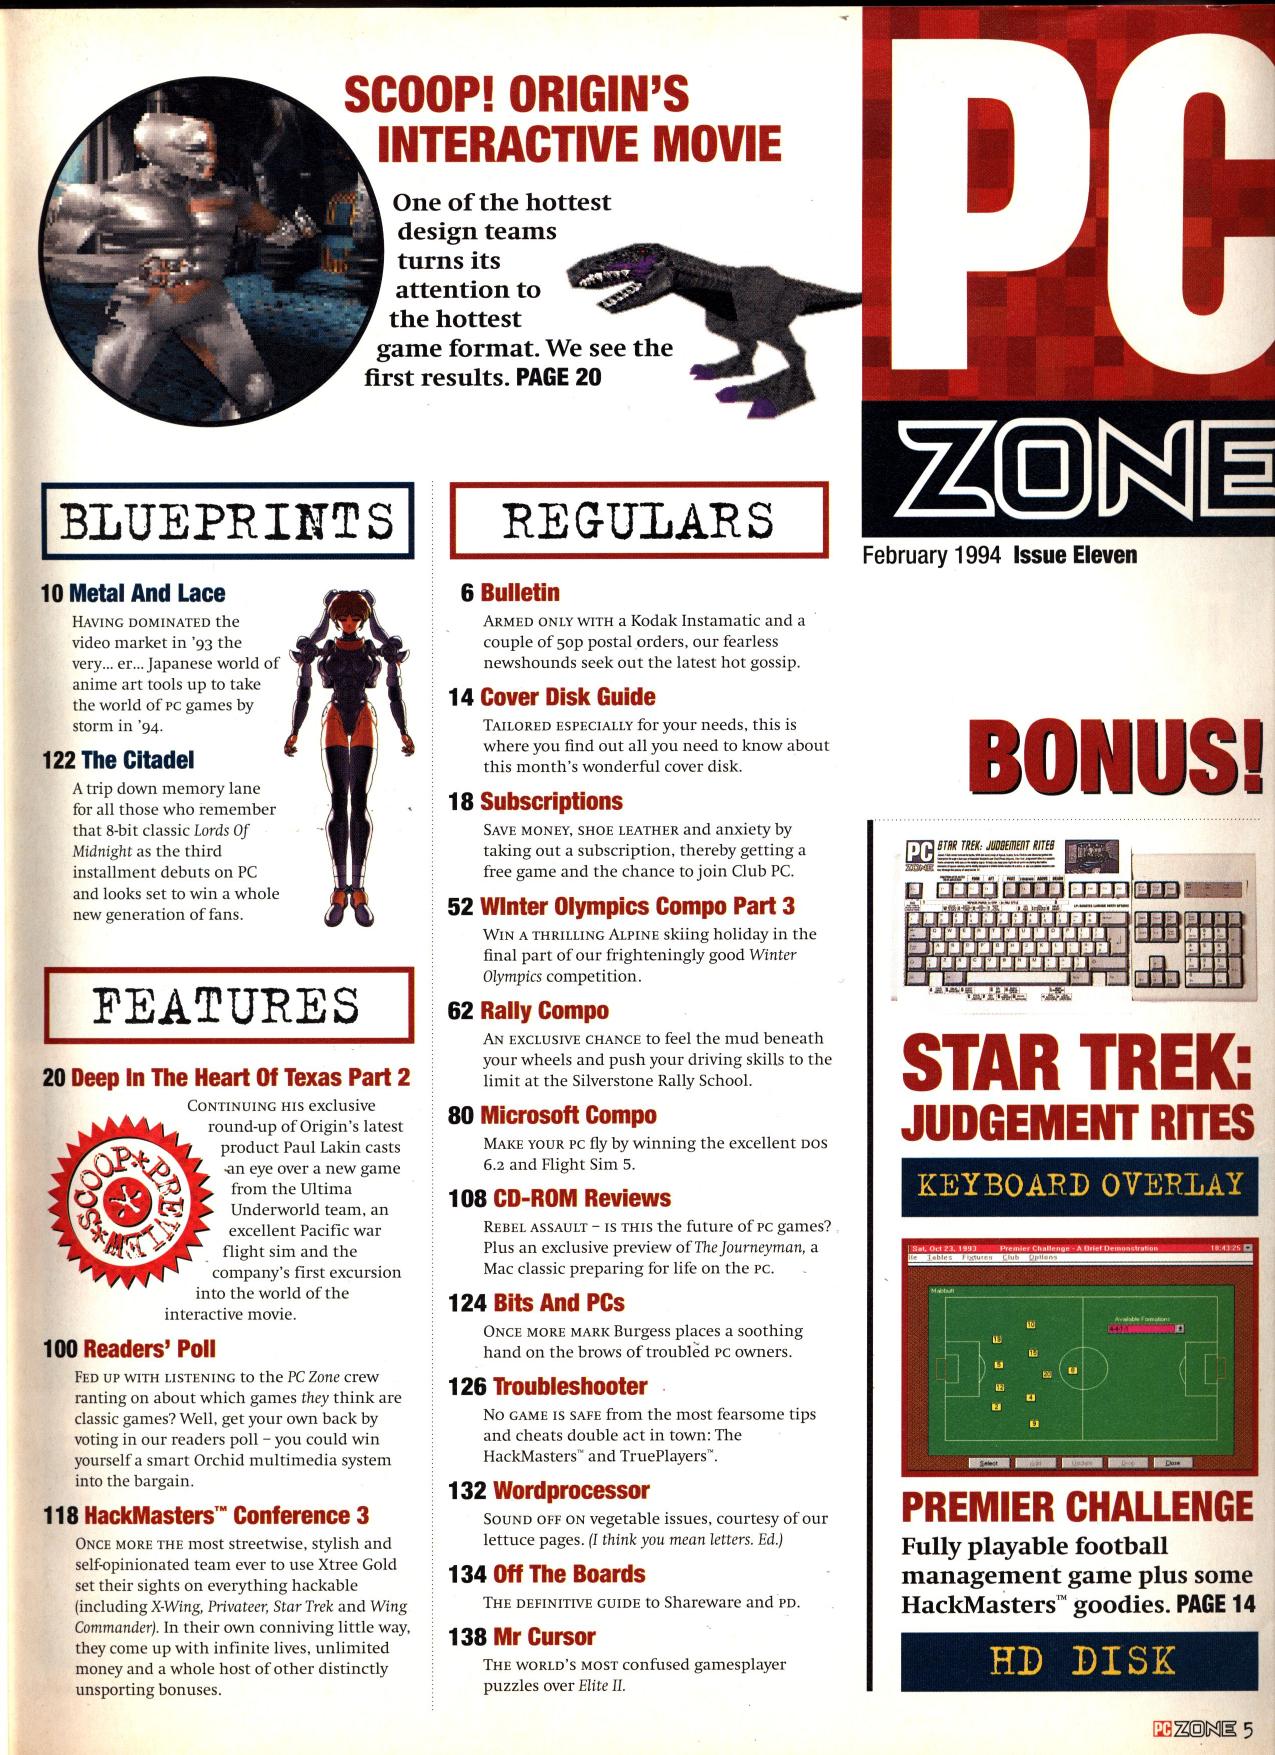 SCOOP! ORIGIN'S
INTERACTIVE MOVIE
One of the hottest
design teams
turns its
attention to
the hottest
game format. We see the
first results. PAGE 20
PC
ZONE
February 1994 Issue Eleven
BLUEPRINTS
10 Metal And Lace
HAVING DOMINATED the
video market in '93 the
very... er... Japanese world of
anime art tools up to take
the world of PC games by
storm in '94.
122 The Citadel
A trip down memory lane
for all those who remember
that 8-bit classic Lords Of
Midnight as the third
installment debuts on PC
and looks set to win a whole
new generation of fans.
FEATURES
20 Deep In The Heart Of Texas Part 2
CONTINUING HIS exclusive
round-up of Origin's latest
product Paul Lakin casts
an eye over a new game
from the Ultima
Underworld team, an
excellent Pacific war
flight sim and the
company's first excursion
into the world of the
interactive movie.
SCOOP*PREVIEW*
100 Readers' Poll
FED UP WITH LISTENING to the PC Zone crew
ranting on about which games they think are
classic games? Well, get your own back by
voting in our readers poll – you could win
yourself a smart Orchid multimedia system
into the bargain.
118 HackMasters™ Conference 3
ONCE MORE THE most streetwise, stylish and
self-opinionated team ever to use Xtree Gold
set their sights on everything hackable
(including X-Wing, Privateer, Star Trek and Wing
Commander). In their own conniving little way,
they come up with infinite lives, unlimited
money and a whole host of other distinctly
unsporting bonuses.
REGULARS
6 Bulletin
ARMED ONLY WITH a Kodak Instamatic and a
couple of 50p postal orders, our fearless
newshounds seek out the latest hot gossip.
14 Cover Disk Guide
TAILORED ESPECIALLY for your needs, this is
where you find out all you need to know about
this month's wonderful cover disk.
18 Subscriptions
SAVE MONEY, SHOE LEATHER and anxiety by
taking out a subscription, thereby getting a
free game and the chance to join Club PC.
52 WInter Olympics Compo Part 3
WIN A THRILLING ALPINE skiing holiday in the
final part of our frighteningly good Winter
Olympics competition.
62 Rally Compo
AN EXCLUSIVE CHANCE to feel the mud beneath
your wheels and push your driving skills to the
limit at the Silverstone Rally School.
80 Microsoft Compo
MAKE YOUR PC fly by winning the excellent DOS
6.2 and Flight Sim 5.
108 CD-ROM Reviews
REBEL ASSAULT – IS THIS the future of PC games?
Plus an exclusive preview of The Journeyman, a
Mac classic preparing for life on the PC.
124 Bits And PCs
ONCE MORE MARK Burgess places a soothing
hand on the brows of troubled PC owners.
126 Troubleshooter
NO GAME IS SAFE from the most fearsome tips
and cheats double act in town: The
HackMasters™ and TruePlayers™.
132 Wordprocessor
SOUND OFF ON vegetable issues, courtesy of our
lettuce pages. (I think you mean letters. Ed.)
134 Off The Boards
THE DEFINITIVE GUIDE to Shareware and PD.
138 Mr Cursor
THE WORLD'S MOST confused gamesplayer
puzzles over Elite II.
BONUS!
PC ZONE
STAR TREK: JUDGEMENT RITES
STAR TREK:
JUDGEMENT RITES
KEYBOARD OVERLAY
Sat, Oct 23, 1993 Premier Challenge - A Brief Demonstration 18:43:25
Tables Fixtures Club Options
Available Formations
Select
Close
PREMIER CHALLENGE
Fully playable football
management game plus some
HackMasters™ goodies. PAGE 14
HD DISK
PC ZONE 5